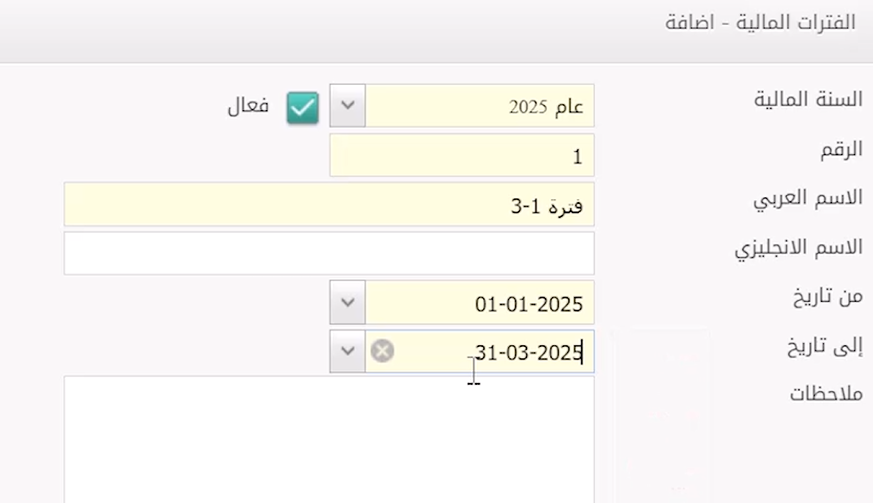 الفترات المالية - اضافة
السنة المالية
عام 2025
فعال
الرقم
1
الاسم العربي
فترة 1-3
الاسم الانجليزي
من تاريخ
01-01-2025
إلى تاريخ
31-03-2025
ملاحظات